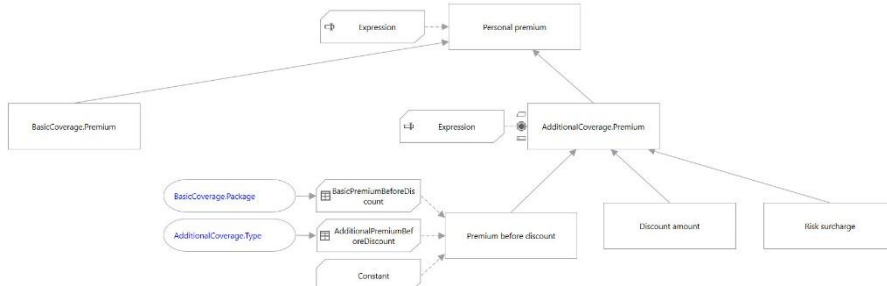 Expression
Personal premium
BasicCoverage.Premium
Expression
AdditionalCoverage.Premium
BasicCoverage.Package
BasicPremiumBeforeDis
count
AdditionalCoverage.Type
AdditionalPremiumBef
oreDiscount
Premium before discount
Discount amount
Risk surcharge
Constant